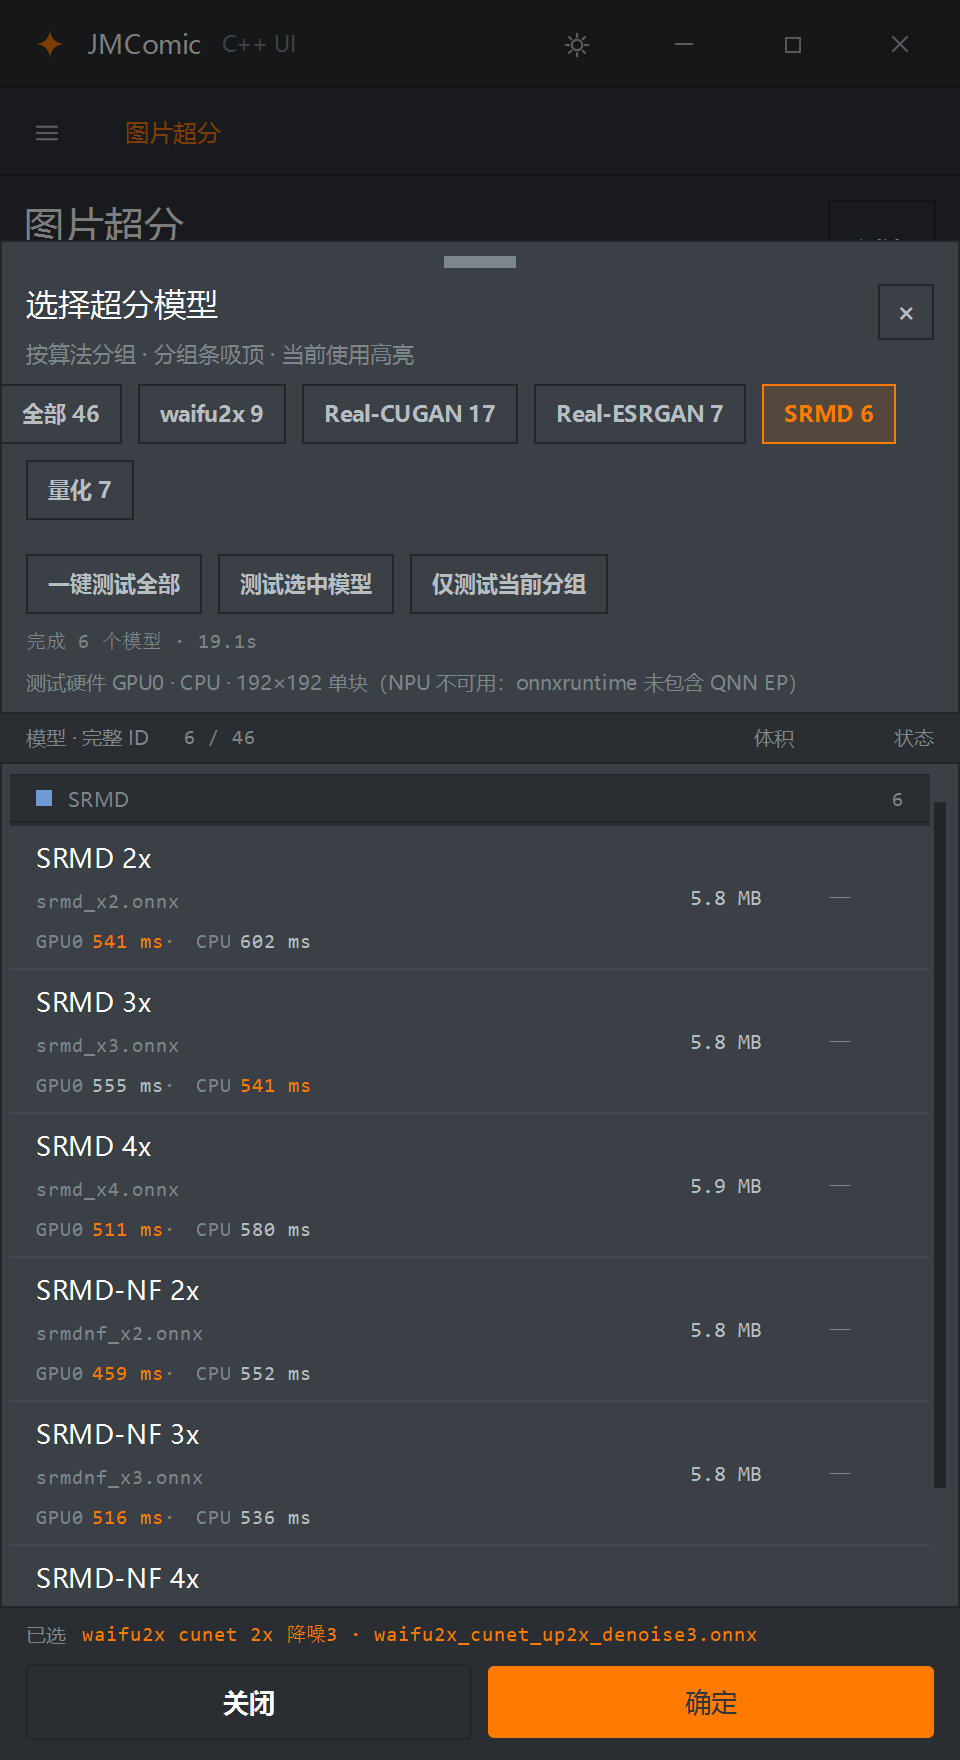 JMComic C++ UI
图片超分
图片超分
选择超分模型
×
按算法分组 · 分组条吸顶 · 当前使用高亮
全部 46 waifu2x 9 Real-CUGAN 17 Real-ESRGAN 7 SRMD 6
量化 7
一键测试全部 测试选中模型 仅测试当前分组
完成 6 个模型 · 19.1s
测试硬件 GPU0 · CPU · 192×192 单块（NPU 不可用：onnxruntime 未包含 QNN EP）
模型 · 完整 ID 6 / 46 体积 状态
SRMD 6
SRMD 2x
srmd_x2.onnx 5.8 MB —
GPU0 541 ms · CPU 602 ms
SRMD 3x
srmd_x3.onnx 5.8 MB —
GPU0 555 ms · CPU 541 ms
SRMD 4x
srmd_x4.onnx 5.9 MB —
GPU0 511 ms · CPU 580 ms
SRMD-NF 2x
srmdnf_x2.onnx 5.8 MB —
GPU0 459 ms · CPU 552 ms
SRMD-NF 3x
srmdnf_x3.onnx 5.8 MB —
GPU0 516 ms · CPU 536 ms
SRMD-NF 4x
已选 waifu2x cunet 2x 降噪3 · waifu2x_cunet_up2x_denoise3.onnx
关闭 确定